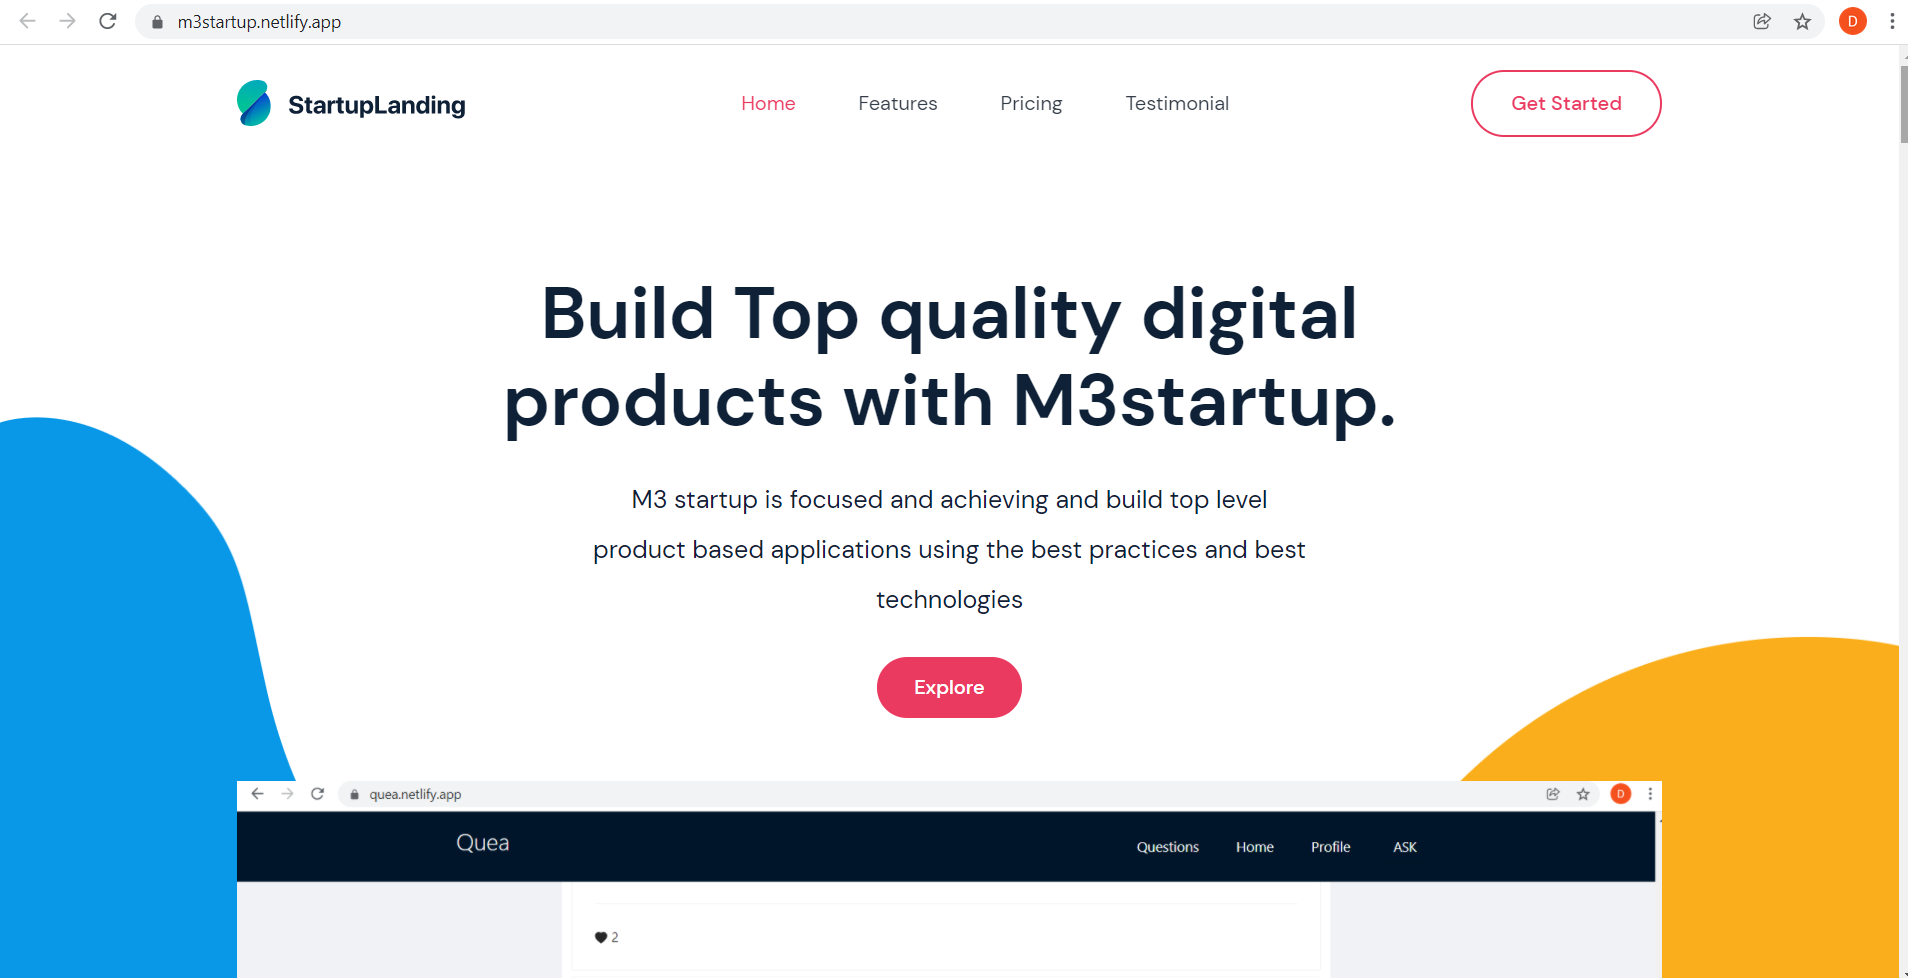 m3startup.netlify.app
D
StartupLanding
Home Features Pricing Testimonial
Get Started
Build Top quality digital
products with M3startup.
M3 startup is focused and achieving and build top level
product based applications using the best practices and best
technologies
Explore
quea.netlify.app
D
Quea
Questions Home Profile ASK
2